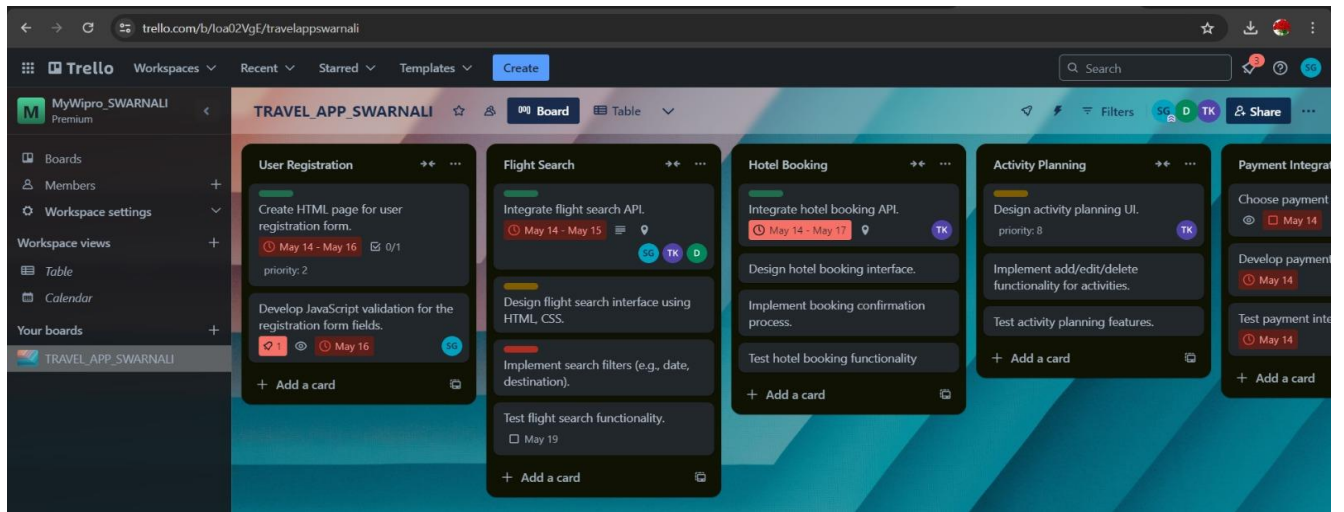 trello.com/b/Ioa02VgE/travelappswarnali
Trello Workspaces Recent Starred Templates Create Search 3 SG
M MyWipro_SWARNALI
Premium
TRAVEL_APP_SWARNALI Board Table Filters SG D TK Share
Boards
Members
Workspace settings
Workspace views
Table
Calendar
Your boards
TRAVEL_APP_SWARNALI
User Registration
Create HTML page for user
registration form.
May 14 - May 16 0/1
priority: 2
Develop JavaScript validation for the
registration form fields.
1 May 16 SG
+ Add a card
Flight Search
Integrate flight search API.
May 14 - May 15
SG TK D
Design flight search interface using
HTML, CSS.
Implement search filters (e.g., date,
destination).
Test flight search functionality.
May 19
+ Add a card
Hotel Booking
Integrate hotel booking API.
May 14 - May 17 TK
Design hotel booking interface.
Implement booking confirmation
process.
Test hotel booking functionality
+ Add a card
Activity Planning
Design activity planning UI.
priority: 8 TK
Implement add/edit/delete
functionality for activities.
Test activity planning features.
+ Add a card
Payment Integrat
Choose payment
May 14
Develop payment
May 14
Test payment inte
May 14
+ Add a card